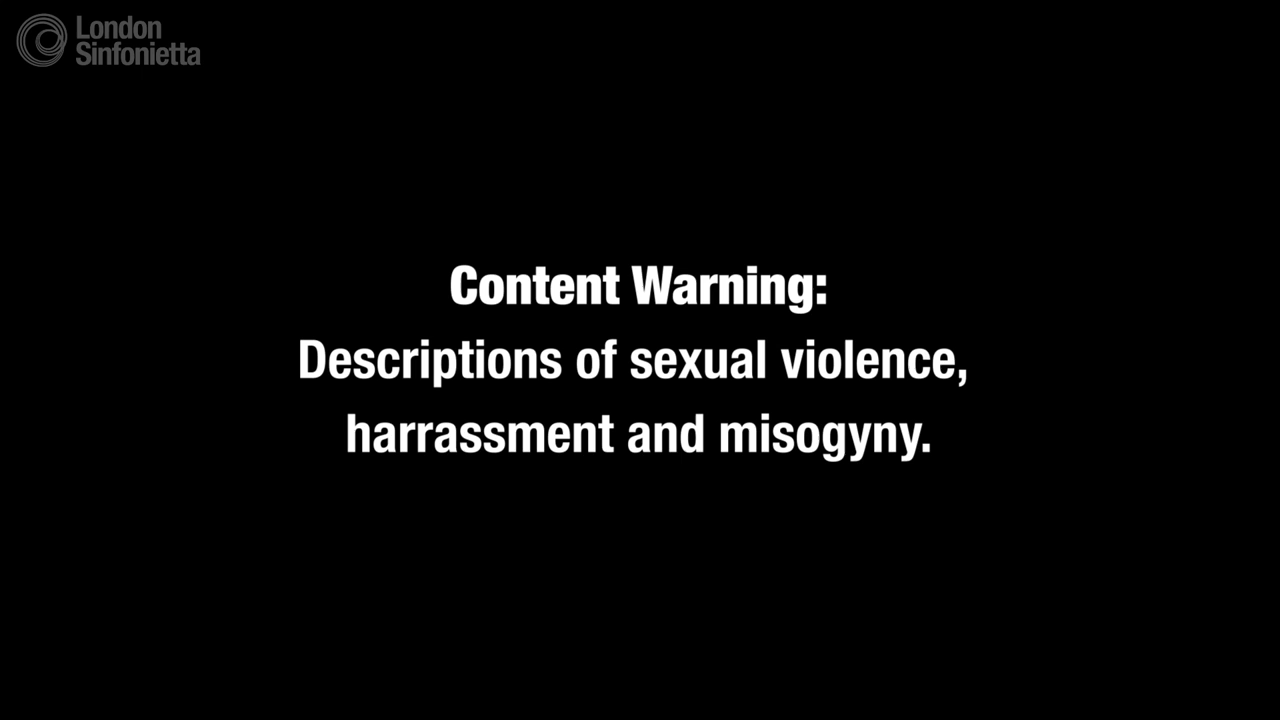 London
Sinfonietta
Content Warning:
Descriptions of sexual violence,
harrassment and misogyny.